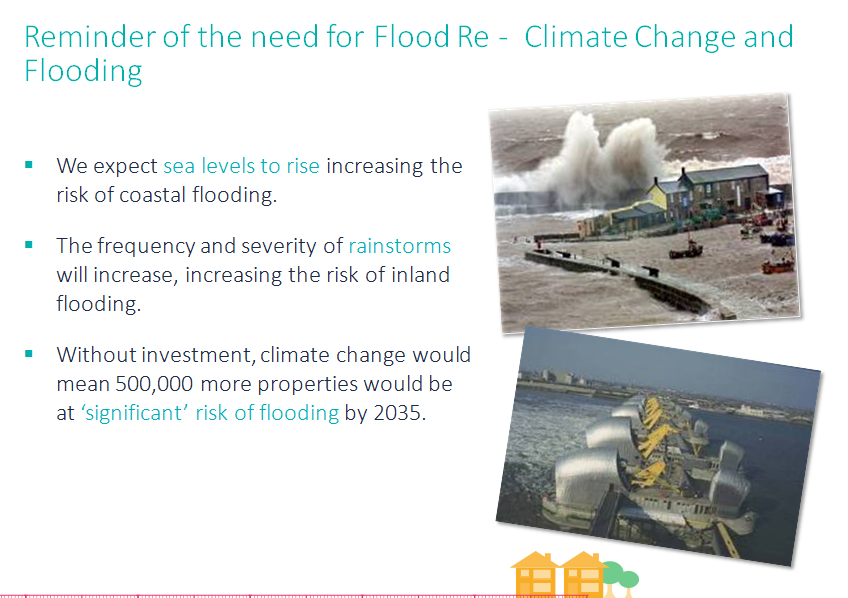 Reminder of the need for Flood Re - Climate Change and
Flooding
We expect sea levels to rise increasing the
risk of coastal flooding.
The frequency and severity of rainstorms
will increase, increasing the risk of inland
flooding.
Without investment, climate change would
mean 500,000 more properties would be
at ‘significant’ risk of flooding by 2035.